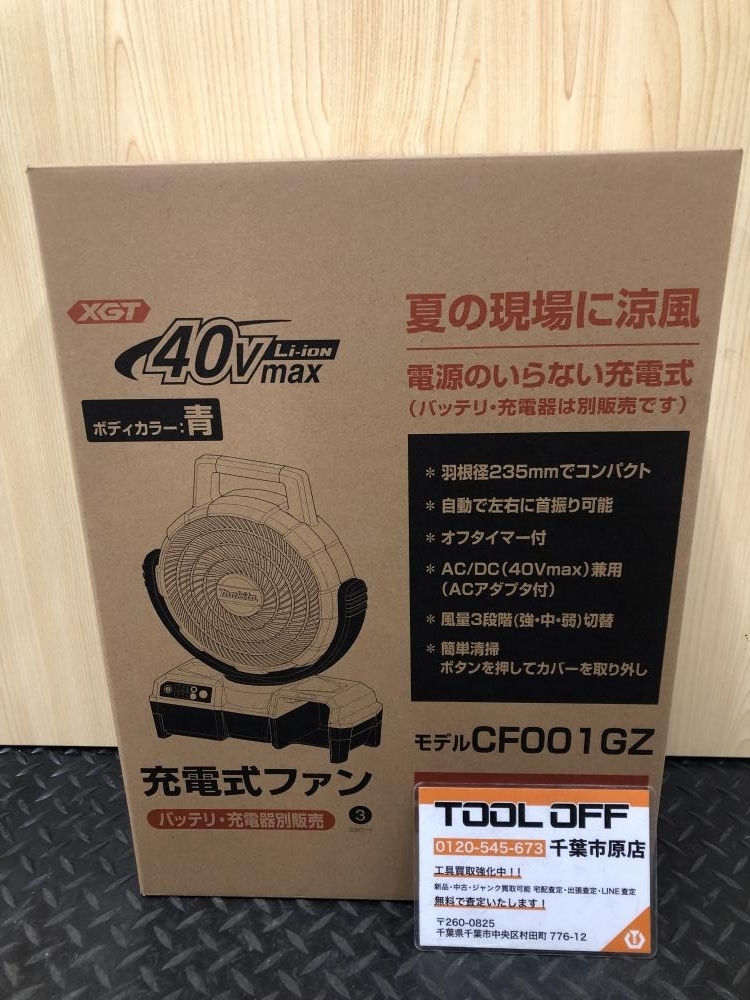 XGT
40Vmax
Li-ion
ボディカラー:青
夏の現場に涼風
電源のいらない充電式
(バッテリ・充電器は別販売です)
* 羽根径235mmでコンパクト
* 自動で左右に首振り可能
* オフタイマー付
* AC/DC(40Vmax)兼用
(ACアダプタ付)
* 風量3段階(強・中・弱)切替
* 簡単清掃
ボタンを押してカバーを取り外し
makita
モデルCF001GZ
充電式ファン
バッテリ・充電器別販売
3
TOOL OFF
0120-545-673 千葉市原店
工具買取強化中!!
新品・中古・ジャンク買取可能 宅配査定・出張査定・LINE査定
無料で査定いたします!
〒260-0825
千葉県千葉市中央区村田町776-12